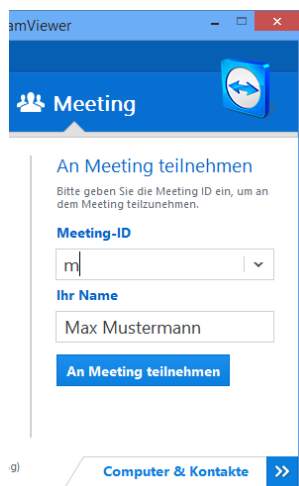 amViewer
Meeting
An Meeting teilnehmen
Bitte geben Sie die Meeting ID ein, um an
dem Meeting teilzunehmen.
Meeting-ID
m
Ihr Name
Max Mustermann
An Meeting teilnehmen
ng)
Computer & Kontakte